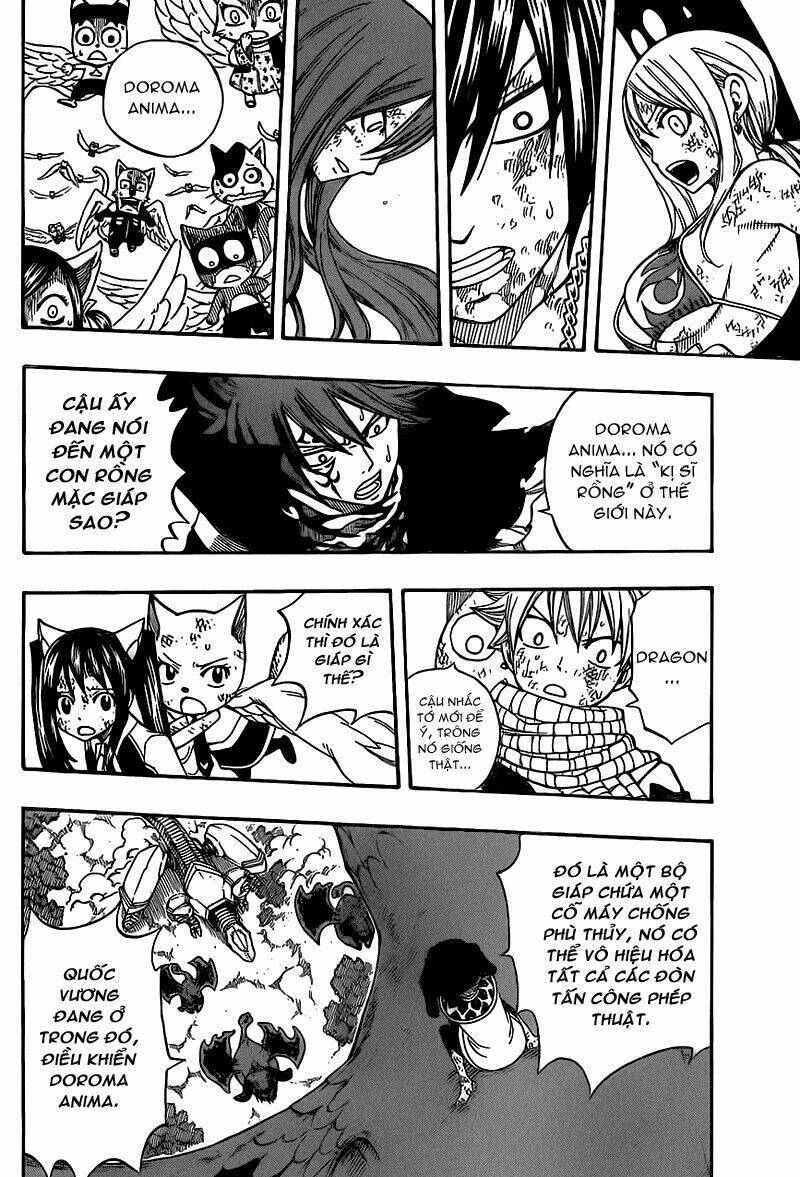 DOROMA
ANIMA...
DOROMA
ANIMA... NÓ CÓ
NGHĨA LÀ "KỊ SĨ
RỒNG" Ở THẾ
GIỚI NÀY.
CẬU ẤY
ĐANG NÓI
ĐẾN MỘT
CON RỒNG
MẶC GIÁP
SAO?
DRAGON
...
CẬU NHẮC
TỚ MỚI ĐỂ
Ý, TRÔNG
NÓ GIỐNG
THẬT...
CHÍNH XÁC
THÌ ĐÓ LÀ
GIÁP GÌ
THẾ?
ĐÓ LÀ MỘT BỘ
GIÁP CHỨA MỘT
CỖ MÁY CHỐNG
PHÙ THỦY, NÓ CÓ
THỂ VÔ HIỆU HÓA
TẤT CẢ CÁC ĐÒN
TẤN CÔNG PHÉP
THUẬT.
QUỐC
VƯƠNG
ĐANG Ở
TRONG ĐÓ,
ĐIỀU KHIỂN
DOROMA
ANIMA.